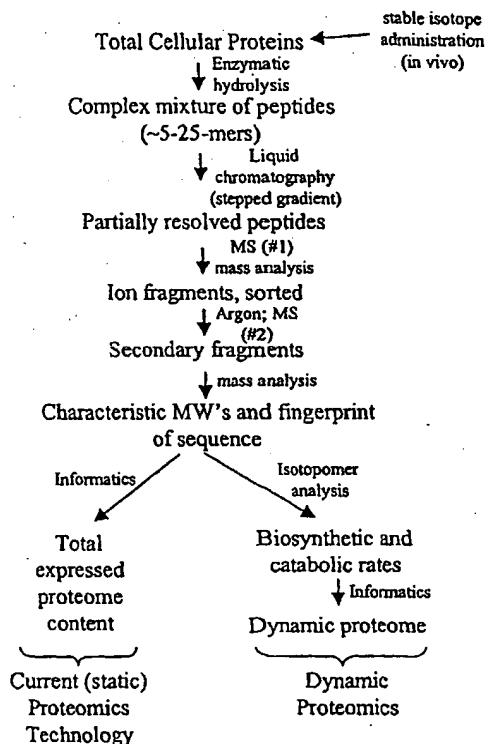 stable isotope
administration
(in vivo)
Total Cellular Proteins
Enzymatic
hydrolysis
Complex mixture of peptides
(~5-25-mers)
Liquid
chromatography
(stepped gradient)
Partially resolved peptides
MS (#1)
mass analysis
Ion fragments, sorted
Argon; MS
(#2)
Secondary fragments
mass analysis
Characteristic MW's and fingerprint
of sequence
Informatics
Isotopomer
analysis
Total
expressed
proteome
content
Biosynthetic and
catabolic rates
Informatics
Dynamic proteome
Current (static)
Proteomics
Technology
Dynamic
Proteomics